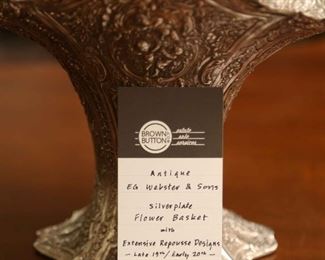 BROWN
BUTTON
estate
sale
services
Antique
EG Webster & Sons
Silverplate
Flower Basket
with
Extensive Repousse Designs
- Late 19th / Early 20th -